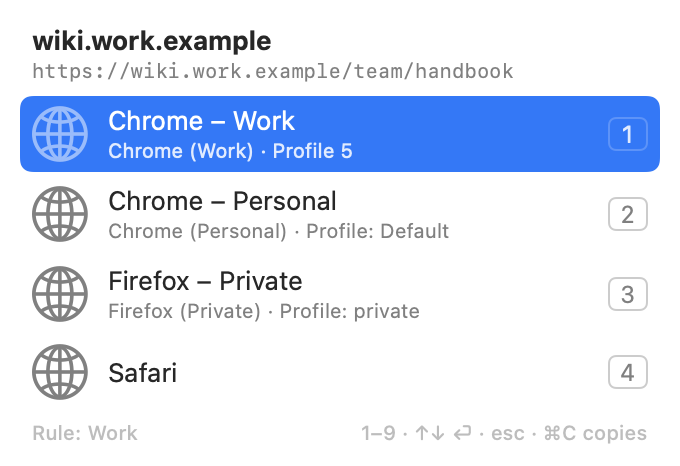 wiki.work.example
https://wiki.work.example/team/handbook
Chrome – Work
Chrome (Work) · Profile 5
1
Chrome – Personal
Chrome (Personal) · Profile: Default
2
Firefox – Private
Firefox (Private) · Profile: private
3
Safari
4
Rule: Work
1–9 · ↑↓ ↩ · esc · ⌘C copies